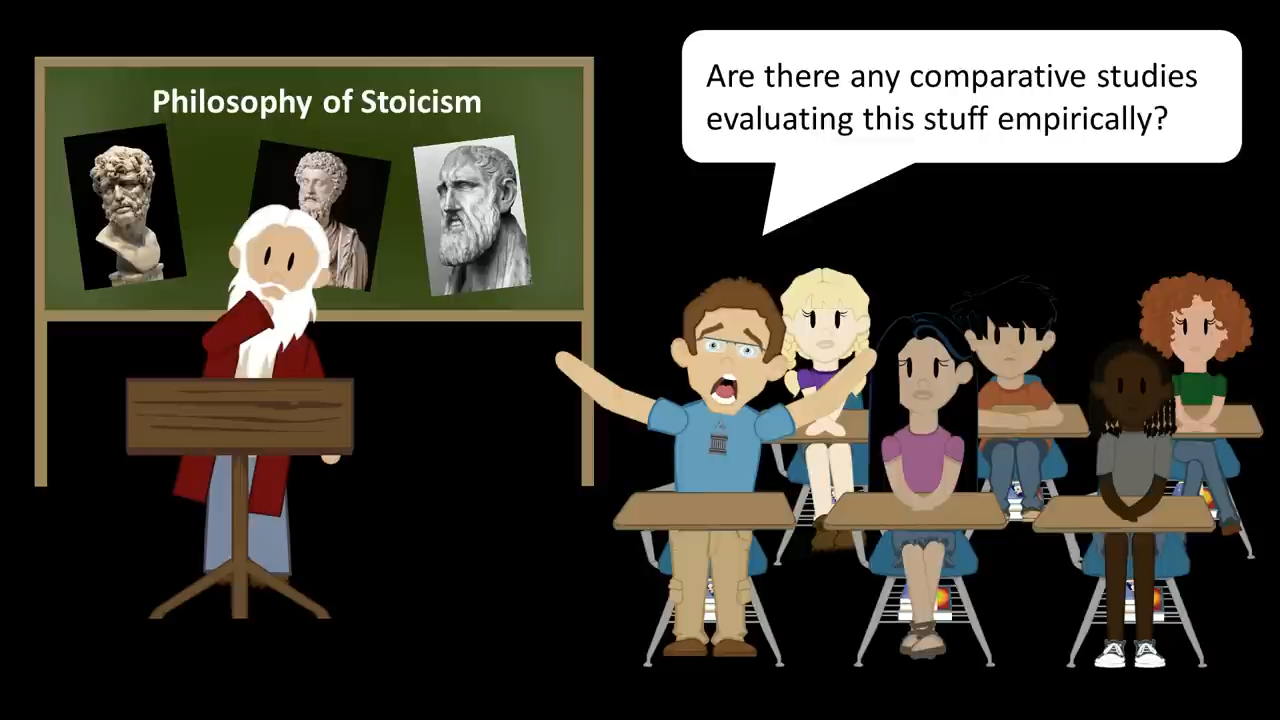 Philosophy of Stoicism
Are there any comparative studies
evaluating this stuff empirically?